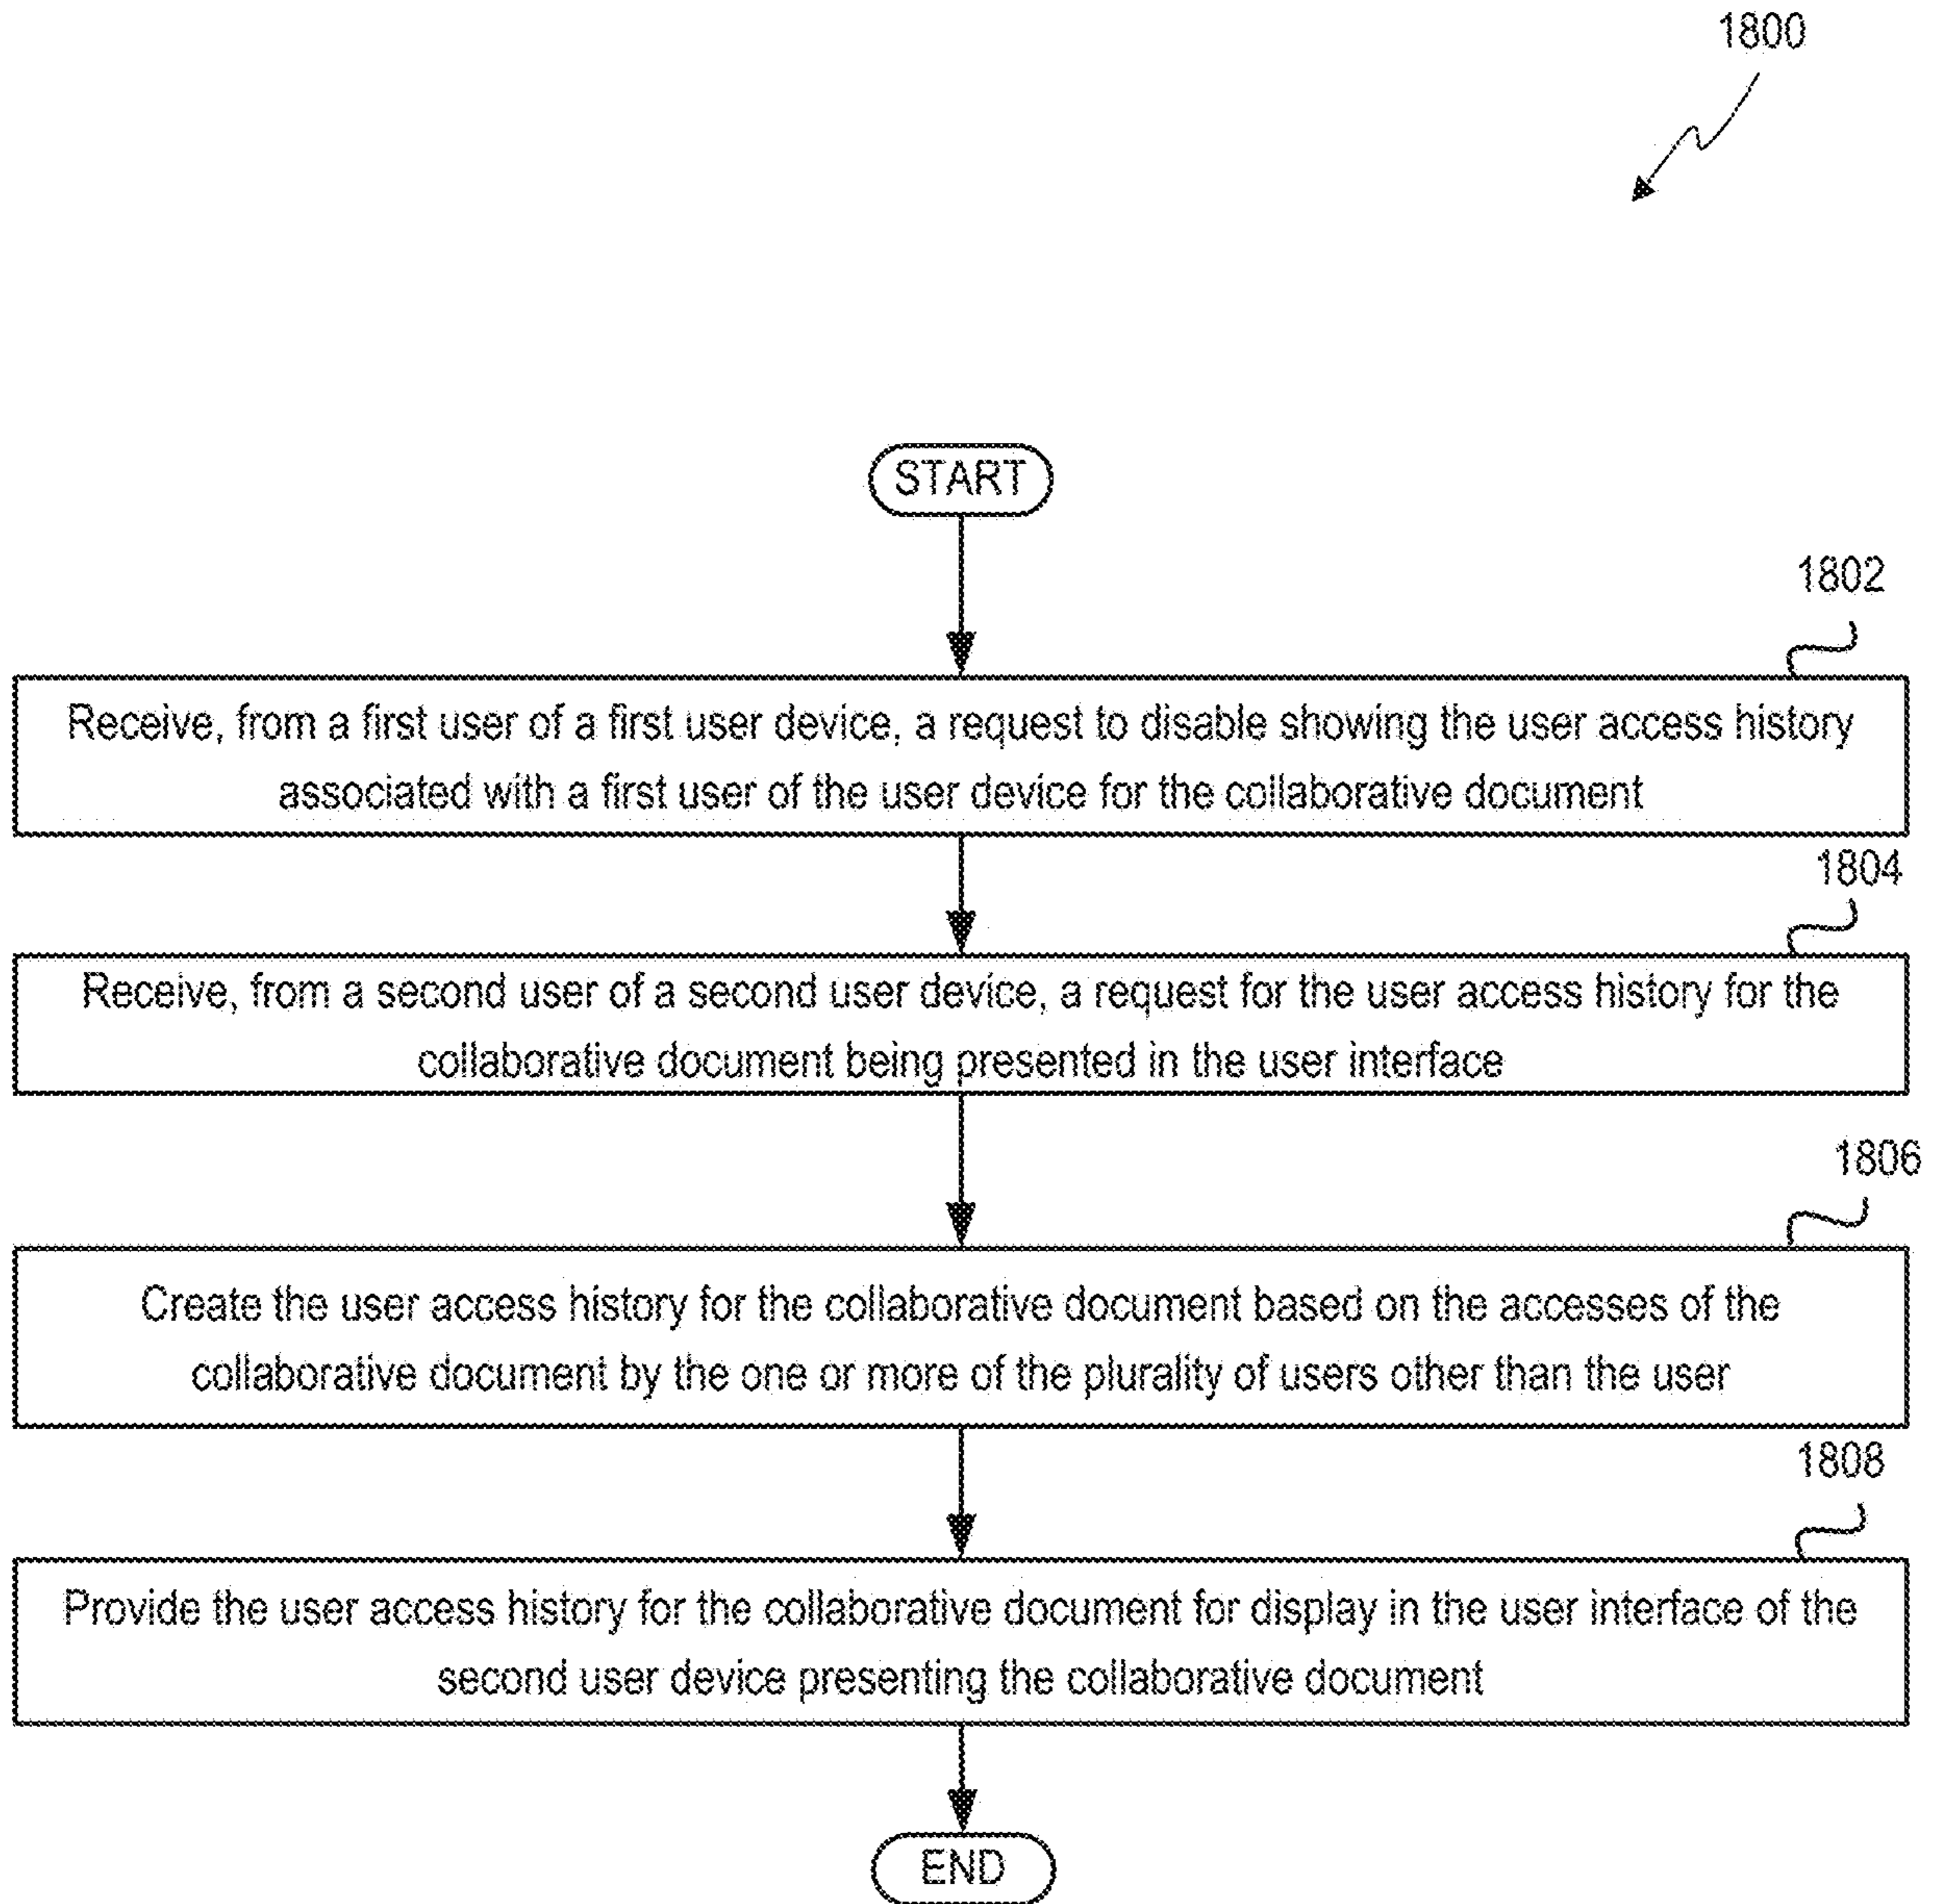 1800
START
1802
Receive, from a first user of a first user device, a request to disable showing the user access history
associated with a first user of the user device for the collaborative document
1804
Receive, from a second user of a second user device, a request for the user access history for the
collaborative document being presented in the user interface
1806
Create the user access history for the collaborative document based on the accesses of the
collaborative document by the one or more of the plurality of users other than the user
1808
Provide the user access history for the collaborative document for display in the user interface of the
second user device presenting the collaborative document
END